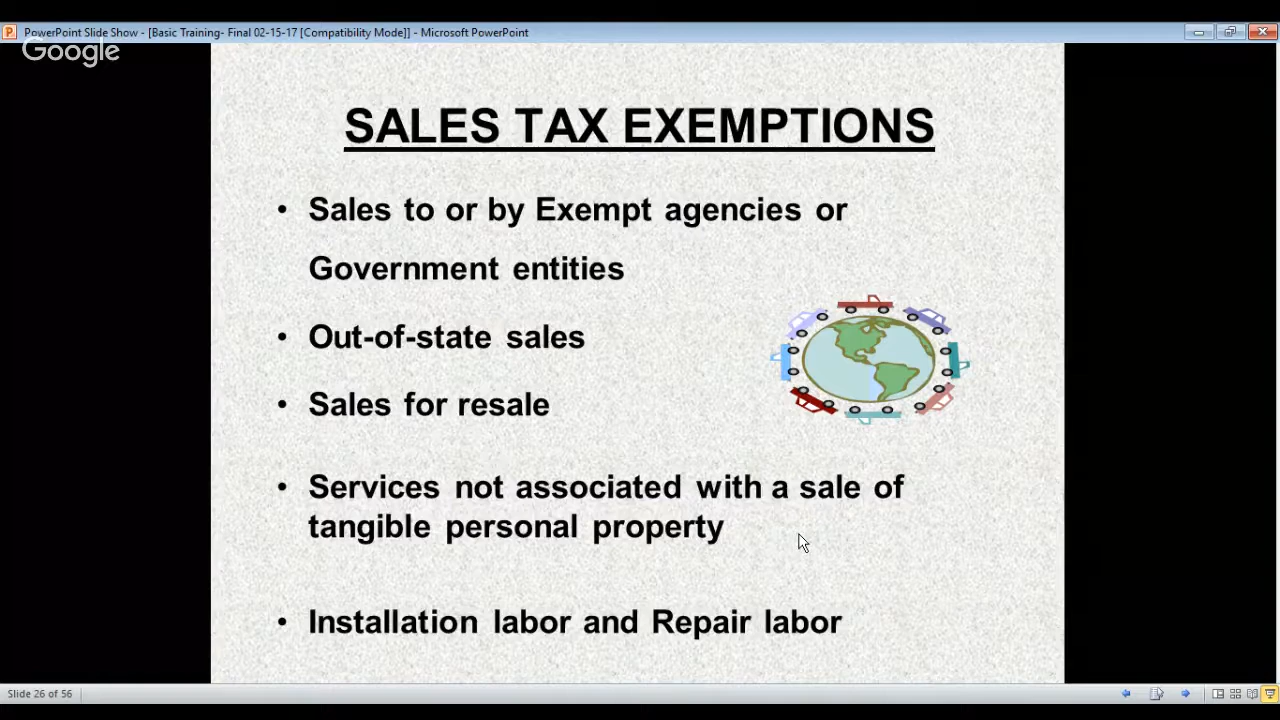 PowerPoint Slide Show - [Basic Training- Final 02-15-17 [Compatibility Mode]] - Microsoft PowerPoint
Google
SALES TAX EXEMPTIONS
• Sales to or by Exempt agencies or
Government entities
• Out-of-state sales
• Sales for resale
• Services not associated with a sale of
tangible personal property
• Installation labor and Repair labor
Slide 26 of 56